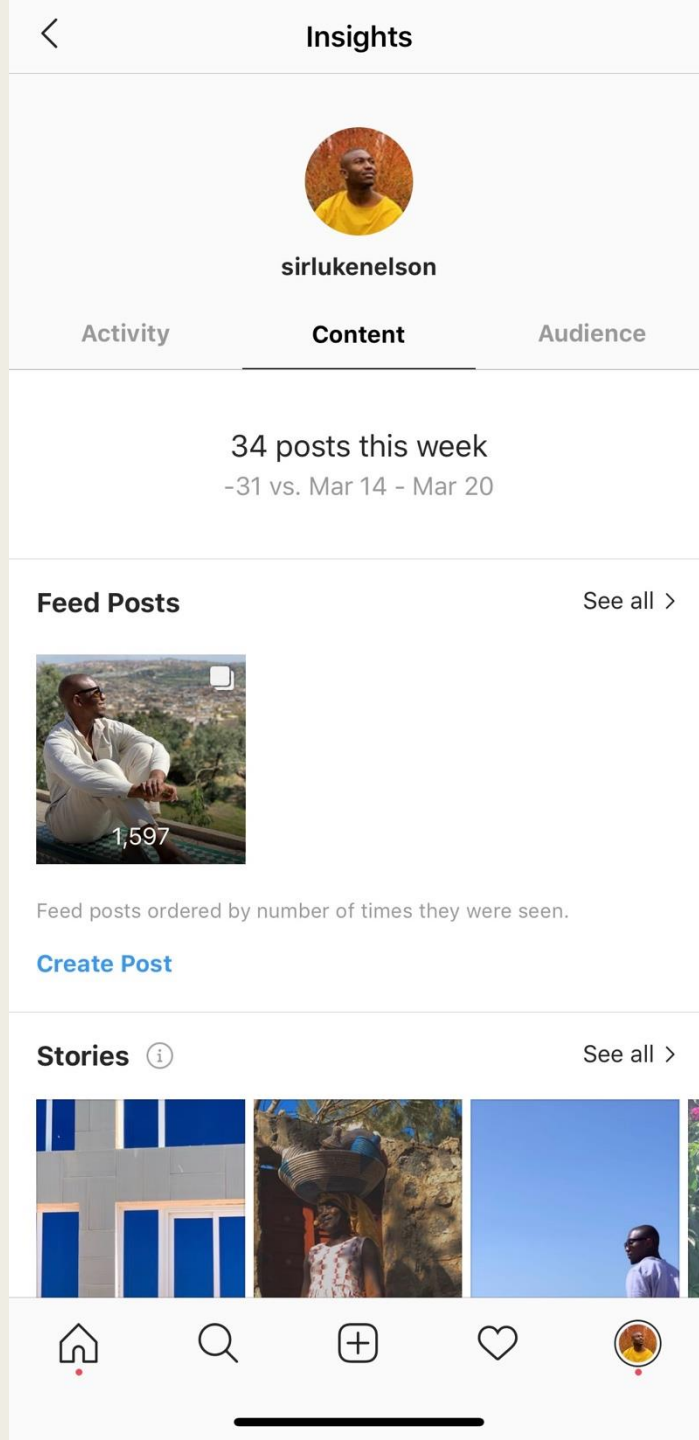 Insights
sirlukenelson
Activity Content Audience
34 posts this week
-31 vs. Mar 14 - Mar 20
Feed Posts See all >
1,597
Feed posts ordered by number of times they were seen.
Create Post
Stories i See all >